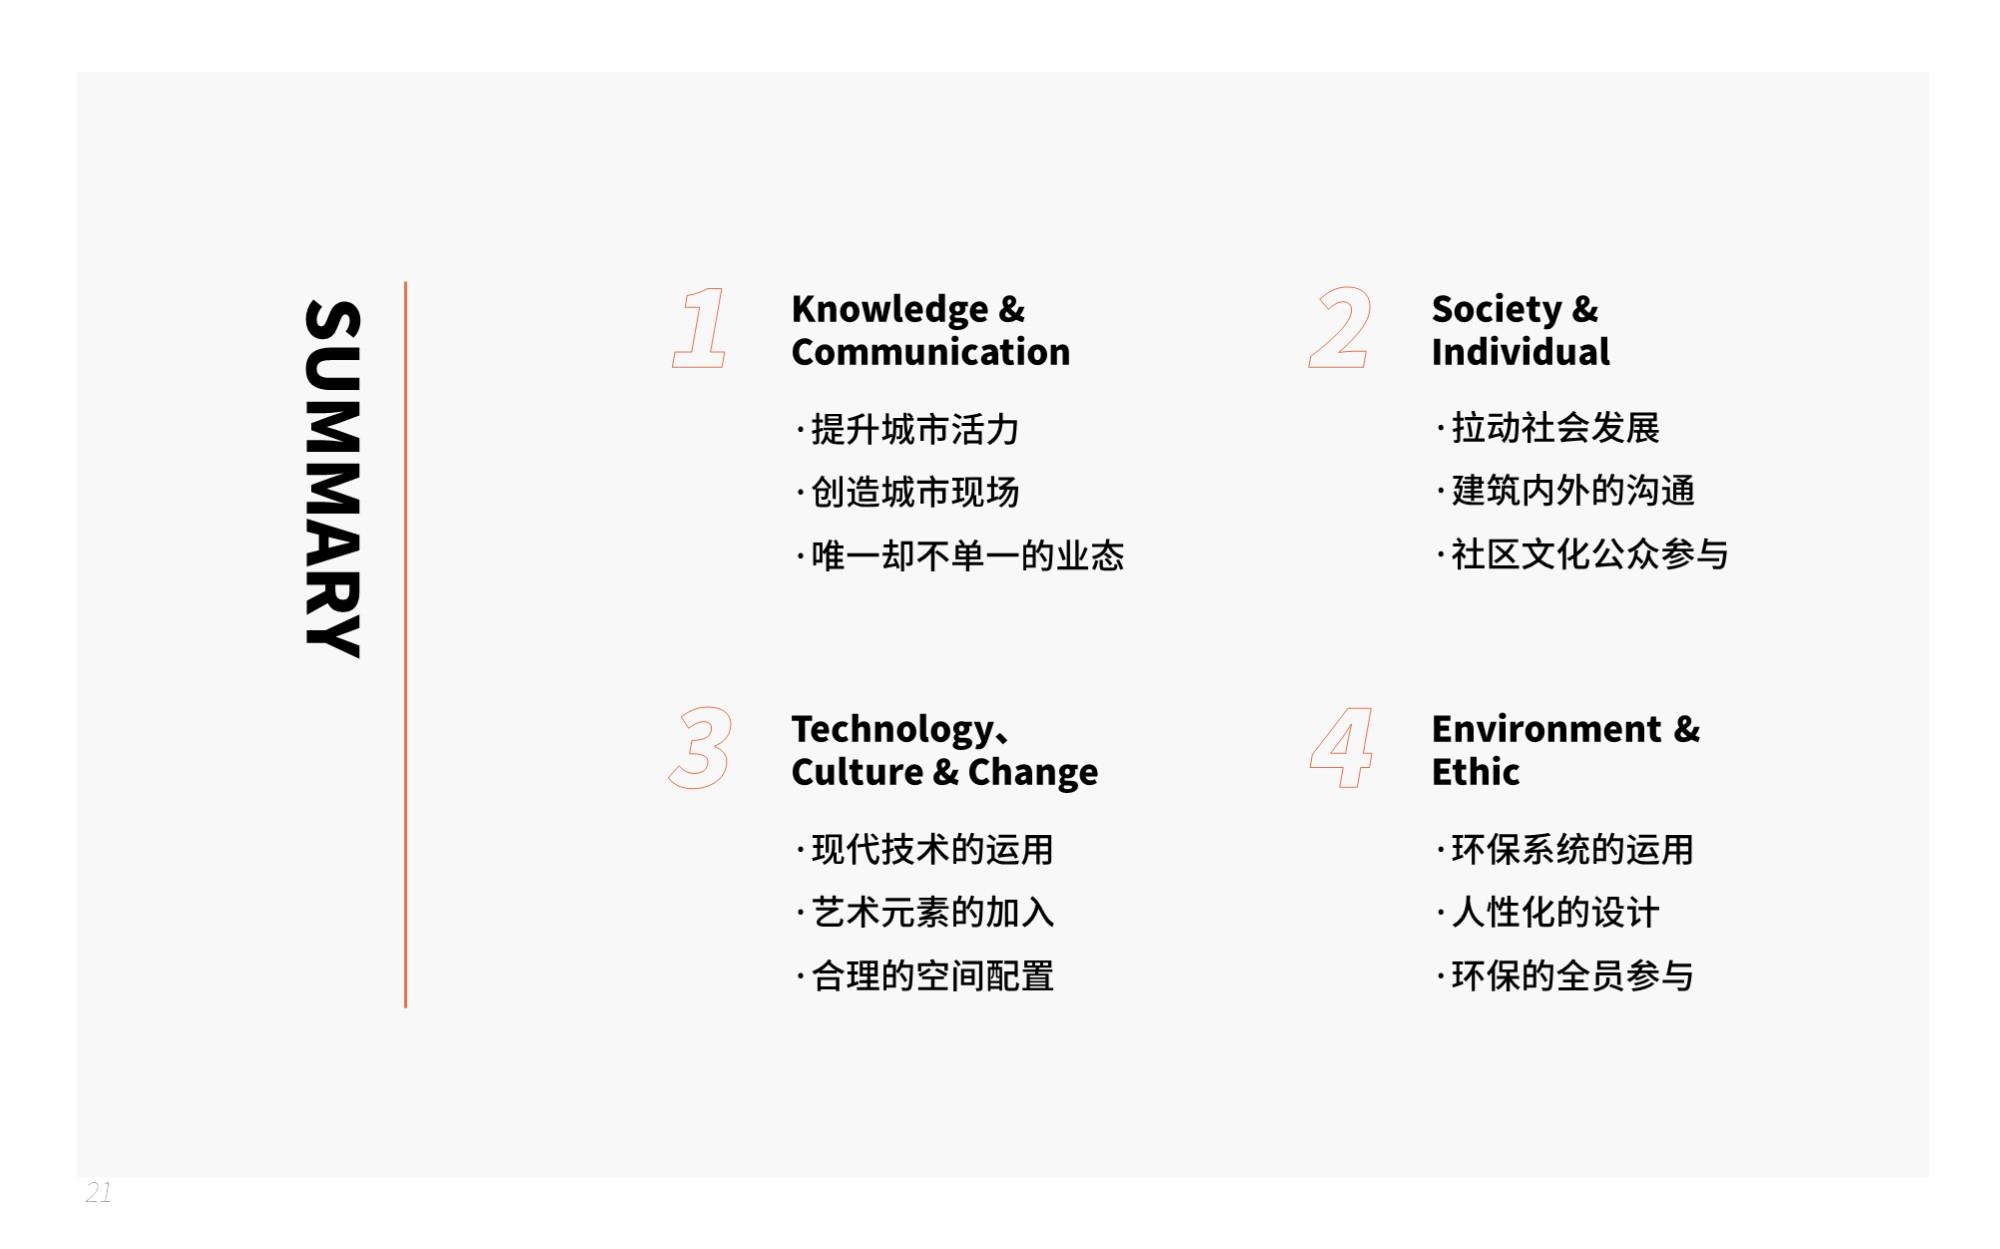 SUMMARY
1
Knowledge &
Communication
·提升城市活力
·创造城市现场
·唯一却不单一的业态
2
Society &
Individual
·拉动社会发展
·建筑内外的沟通
·社区文化公众参与
3
Technology、
Culture & Change
·现代技术的运用
·艺术元素的加入
·合理的空间配置
4
Environment &
Ethic
·环保系统的运用
·人性化的设计
·环保的全员参与
21